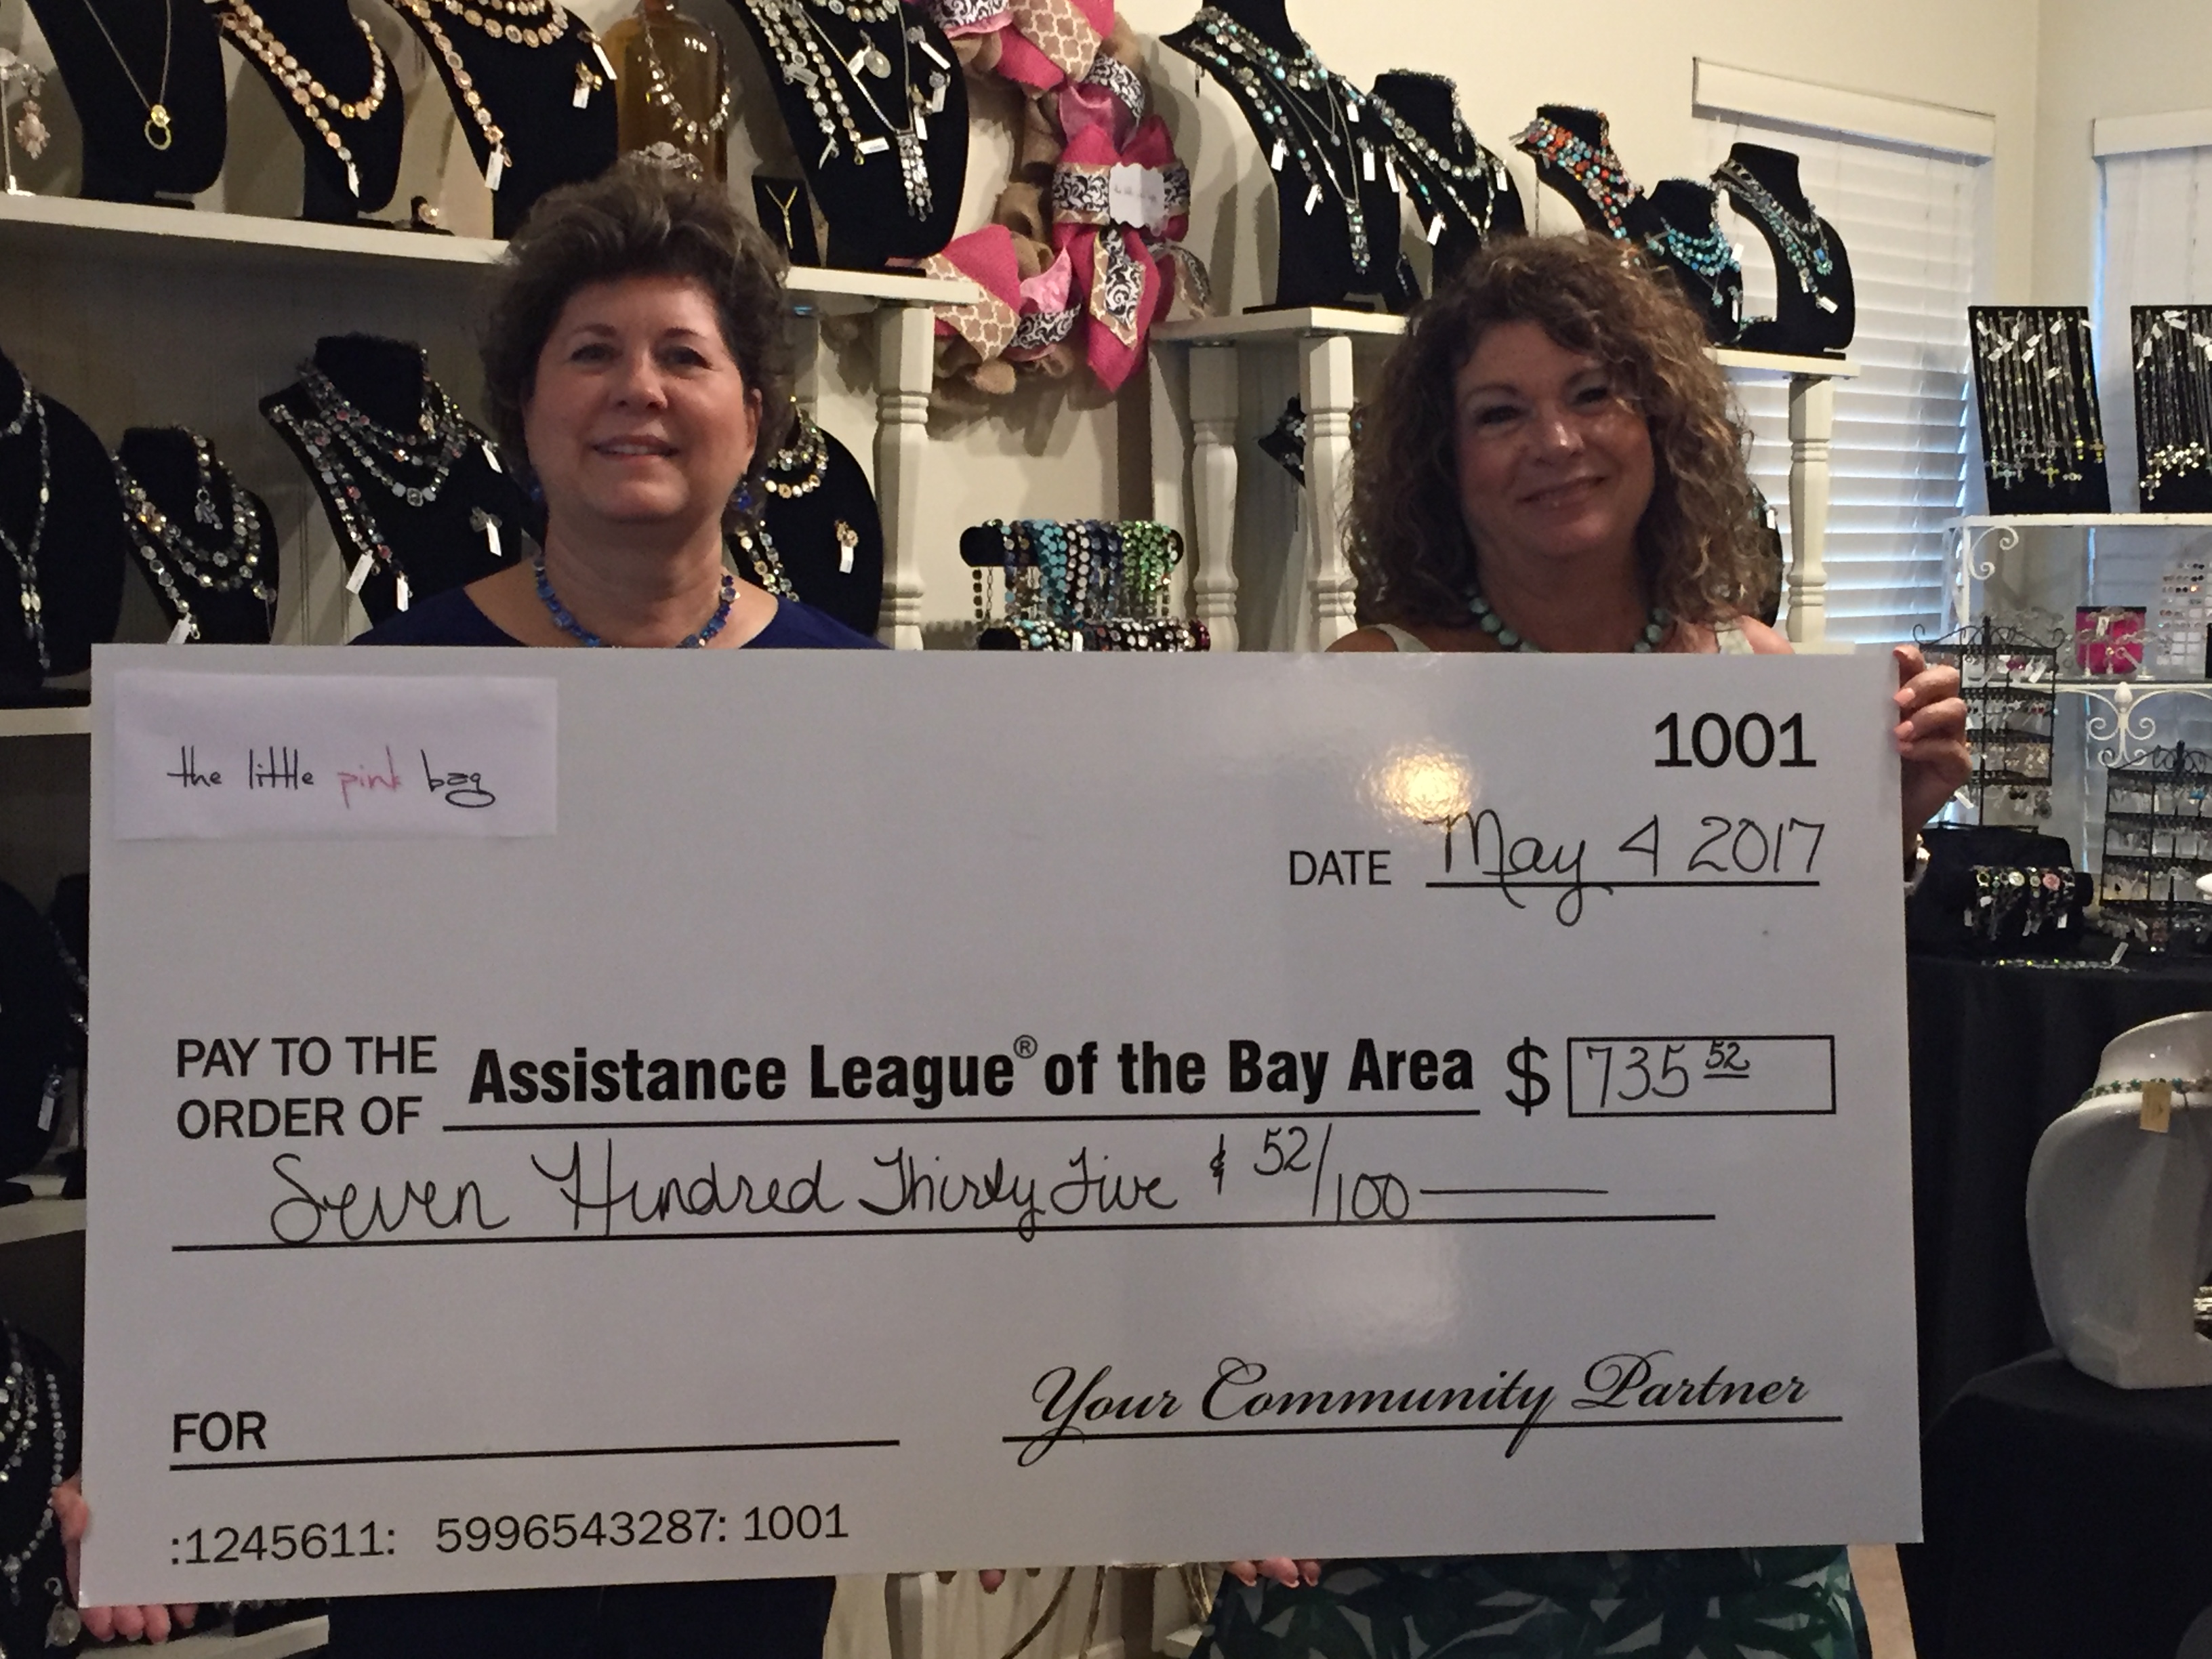 the little pink bag
1001
DATE May 4 2017
PAY TO THE ORDER OF Assistance League® of the Bay Area $ 735 52
Seven Hundred Thirty Five & 52/100
FOR
Your Community Partner
:1245611: 5996543287: 1001